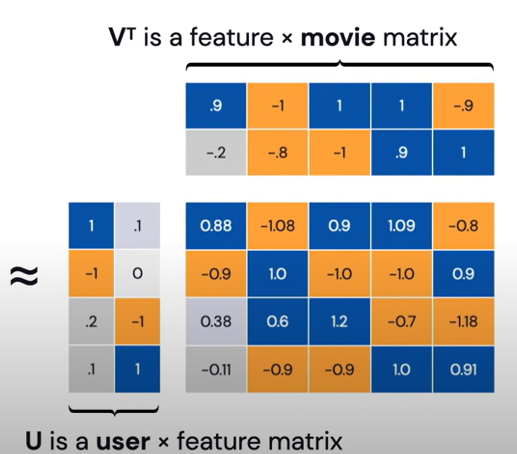 Vᵀ is a feature × movie matrix
.9 -1 1 1 -.9
-.2 -.8 -1 .9 1
1 .1 0.88 -1.08 0.9 1.09 -0.8
≈
-1 0 -0.9 1.0 -1.0 -1.0 0.9
.2 -1 0.38 0.6 1.2 -0.7 -1.18
.1 1 -0.11 -0.9 -0.9 1.0 0.91
U is a user × feature matrix